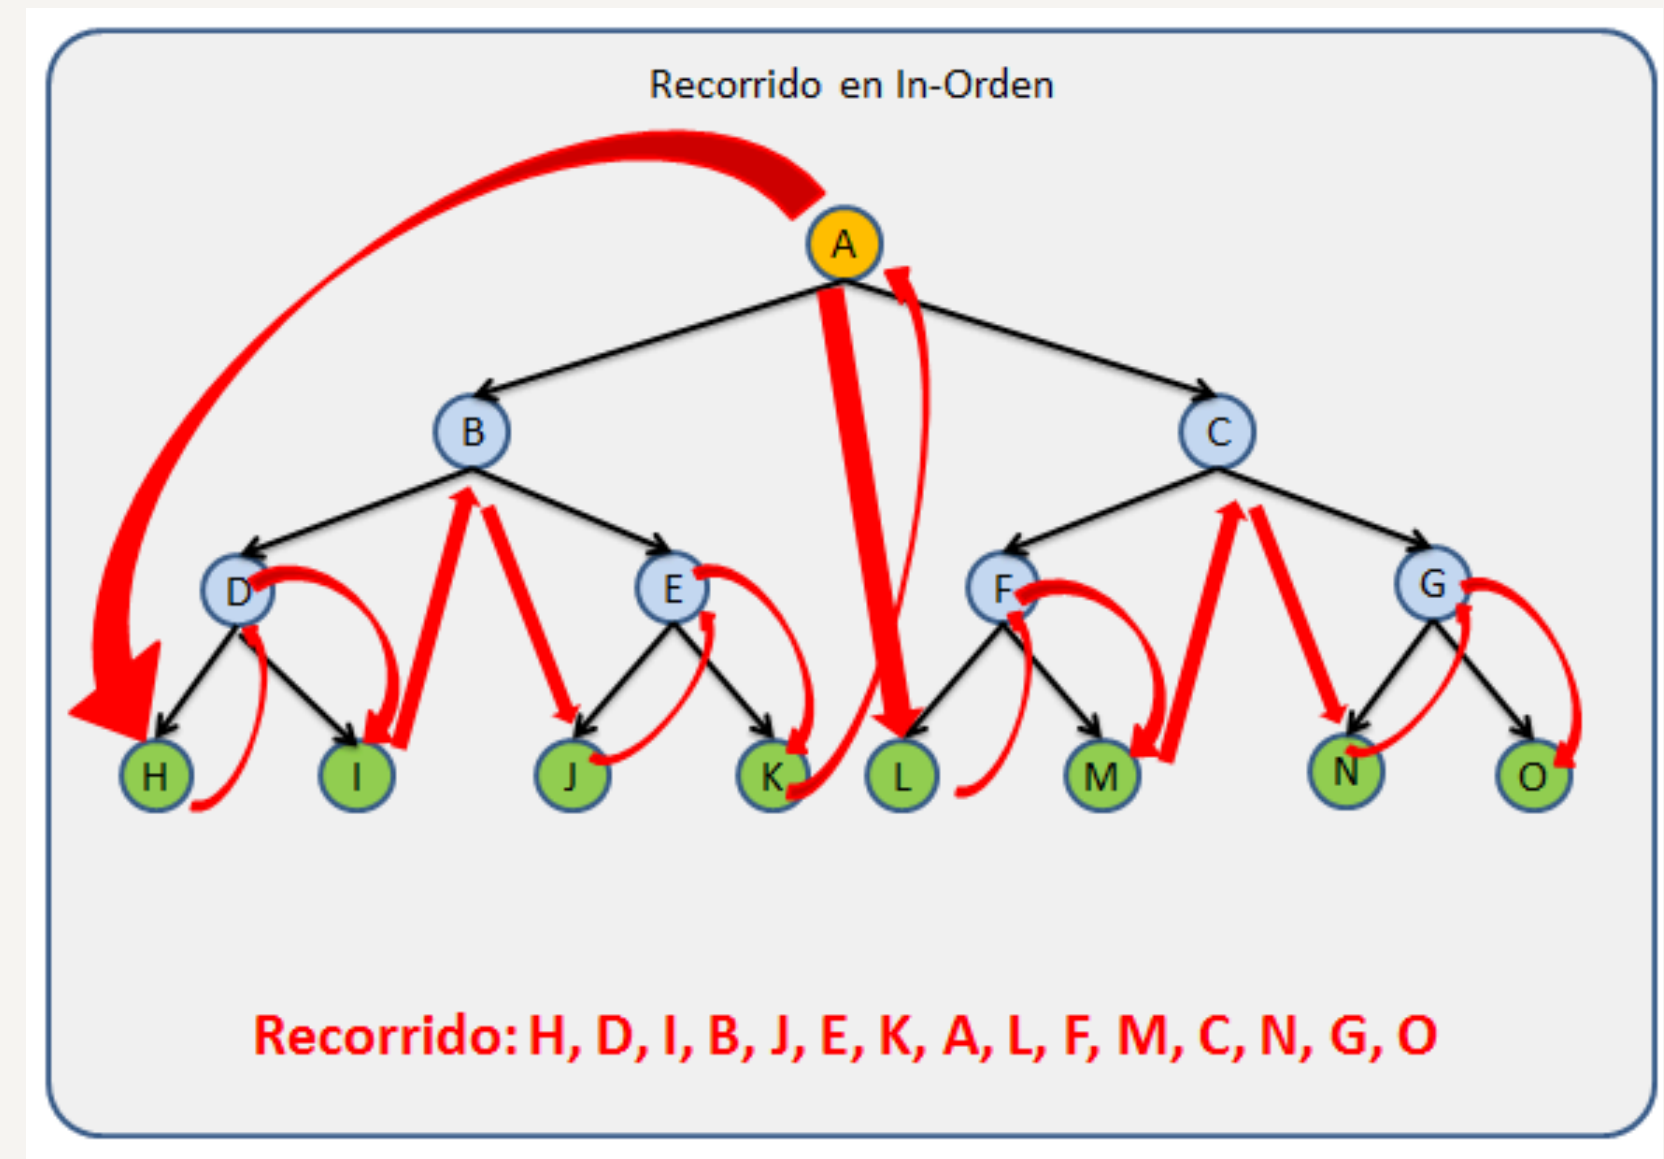 Recorrido en In-Orden
A
B C
D E F G
H I J K L M N O
Recorrido: H, D, I, B, J, E, K, A, L, F, M, C, N, G, O